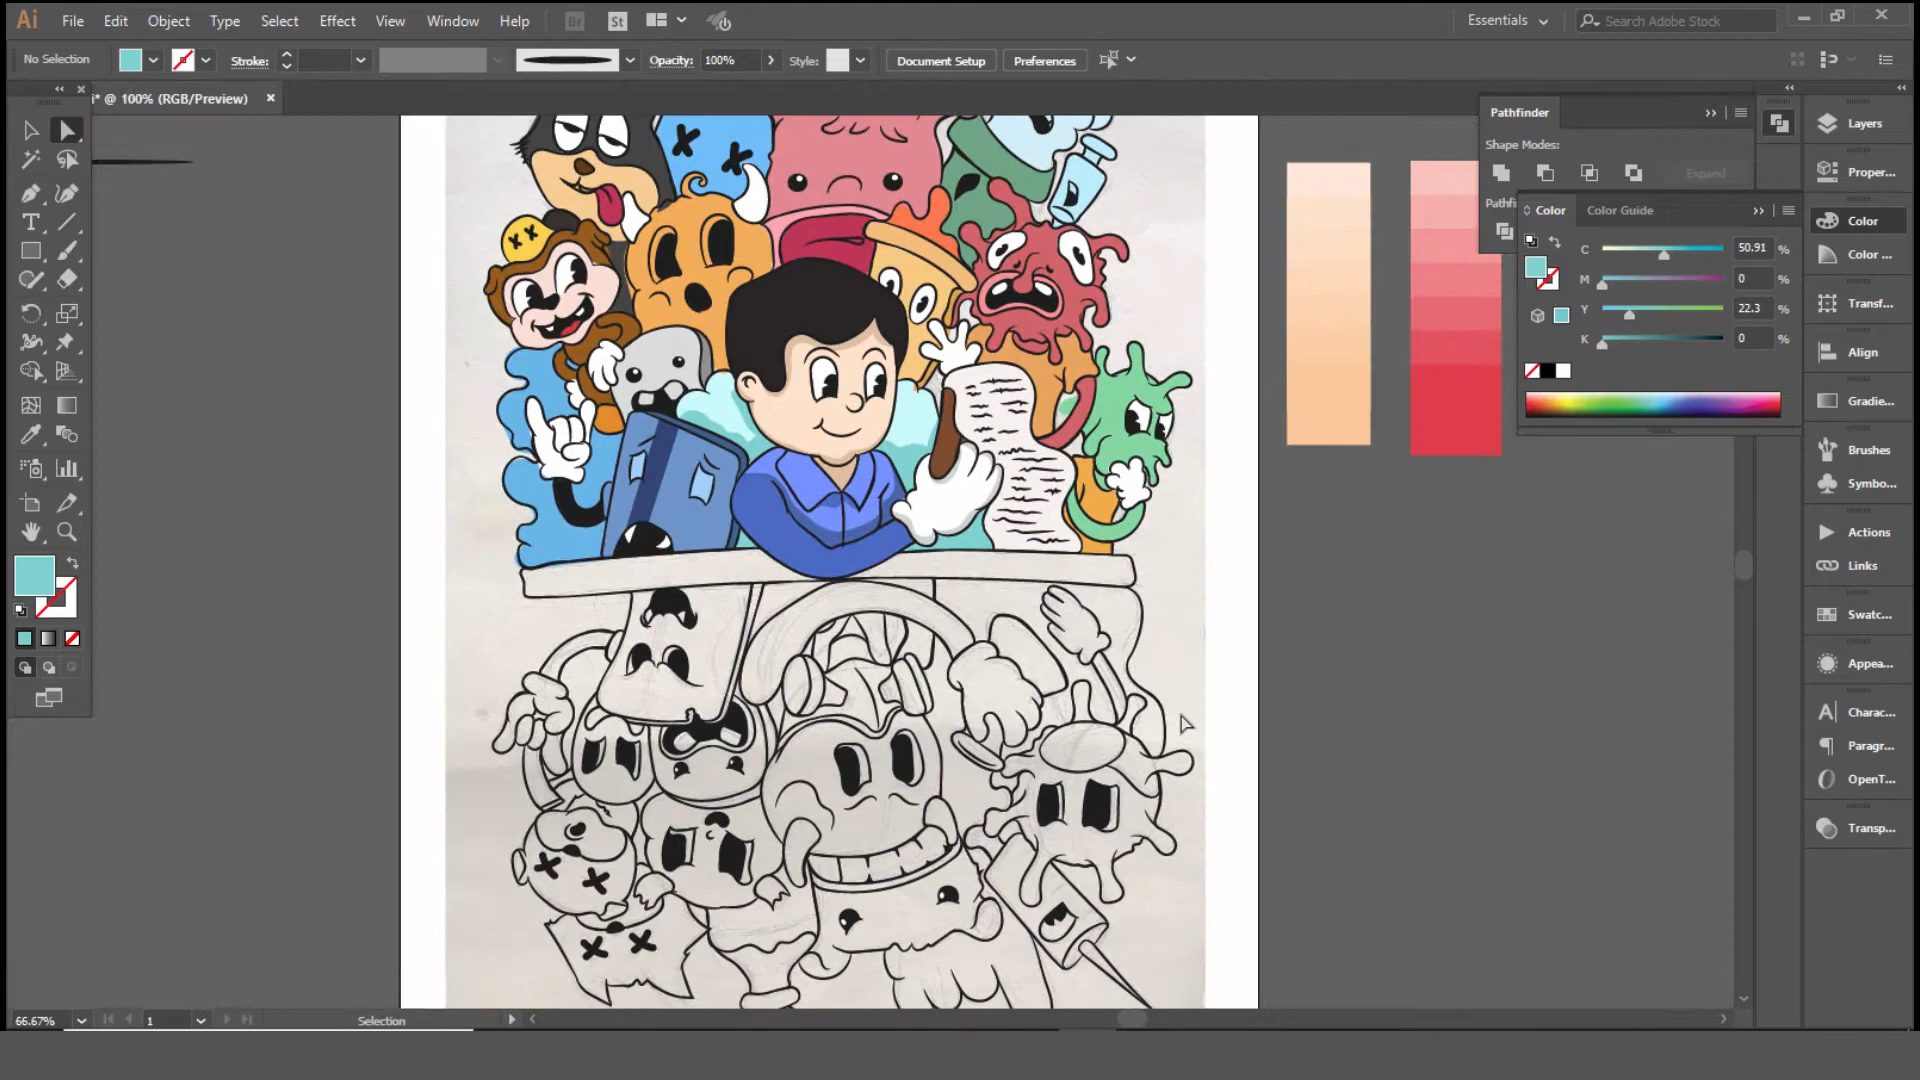 Ai File Edit Object Type Select Effect View Window Help Br St Essentials Search Adobe Stock
No Selection Stroke: Opacity: 100% Style: Document Setup Preferences
i* @ 100% (RGB/Preview)
Pathfinder
Shape Modes:
Expand
Pathfi
Color Color Guide
C 50.91 %
M 0 %
Y 22.3 %
K 0 %
Layers
Proper...
Color
Color ...
Transf...
Align
Gradie...
Brushes
Symbo...
Actions
Links
Swatc...
Appea...
Charac...
Paragr...
OpenT...
Transp...
66.67% 1 Selection